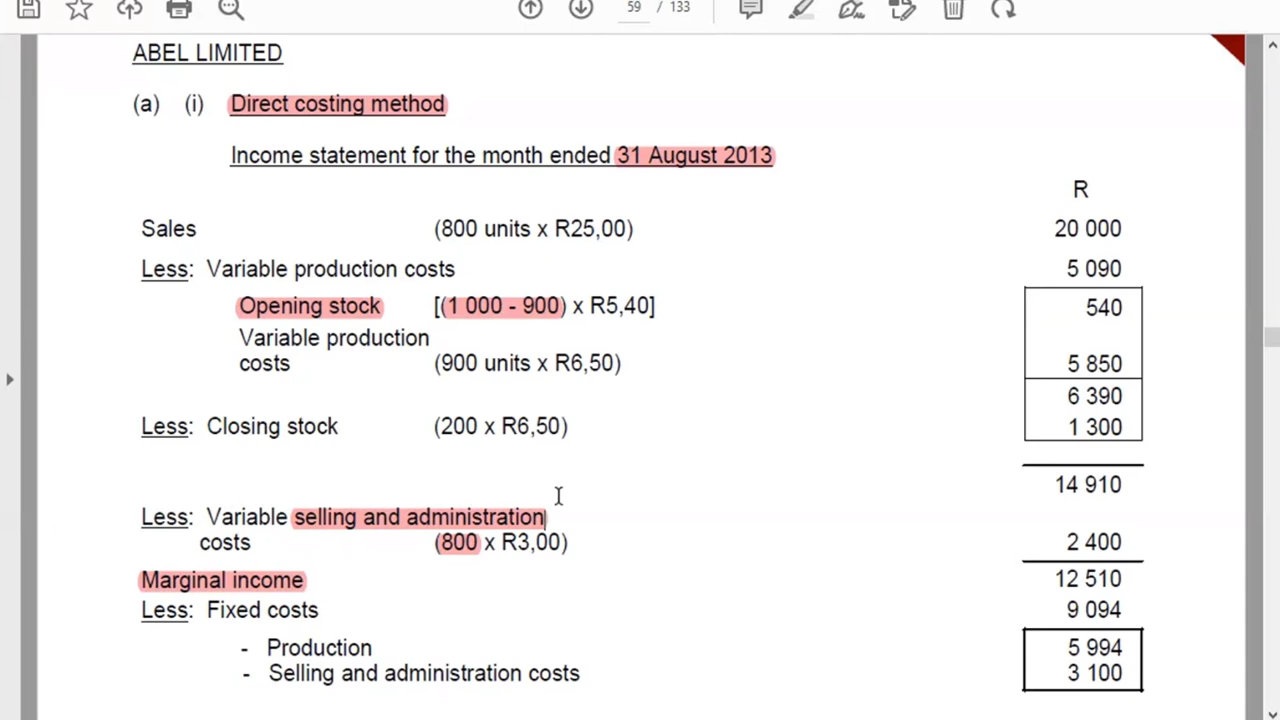 59 / 133
ABEL LIMITED
(a) (i) Direct costing method
Income statement for the month ended 31 August 2013
R
Sales (800 units x R25,00) 20 000
Less: Variable production costs 5 090
Opening stock [(1 000 - 900) x R5,40] 540
Variable production
costs (900 units x R6,50) 5 850
6 390
Less: Closing stock (200 x R6,50) 1 300
14 910
Less: Variable selling and administration
costs (800 x R3,00) 2 400
Marginal income 12 510
Less: Fixed costs 9 094
- Production 5 994
- Selling and administration costs 3 100